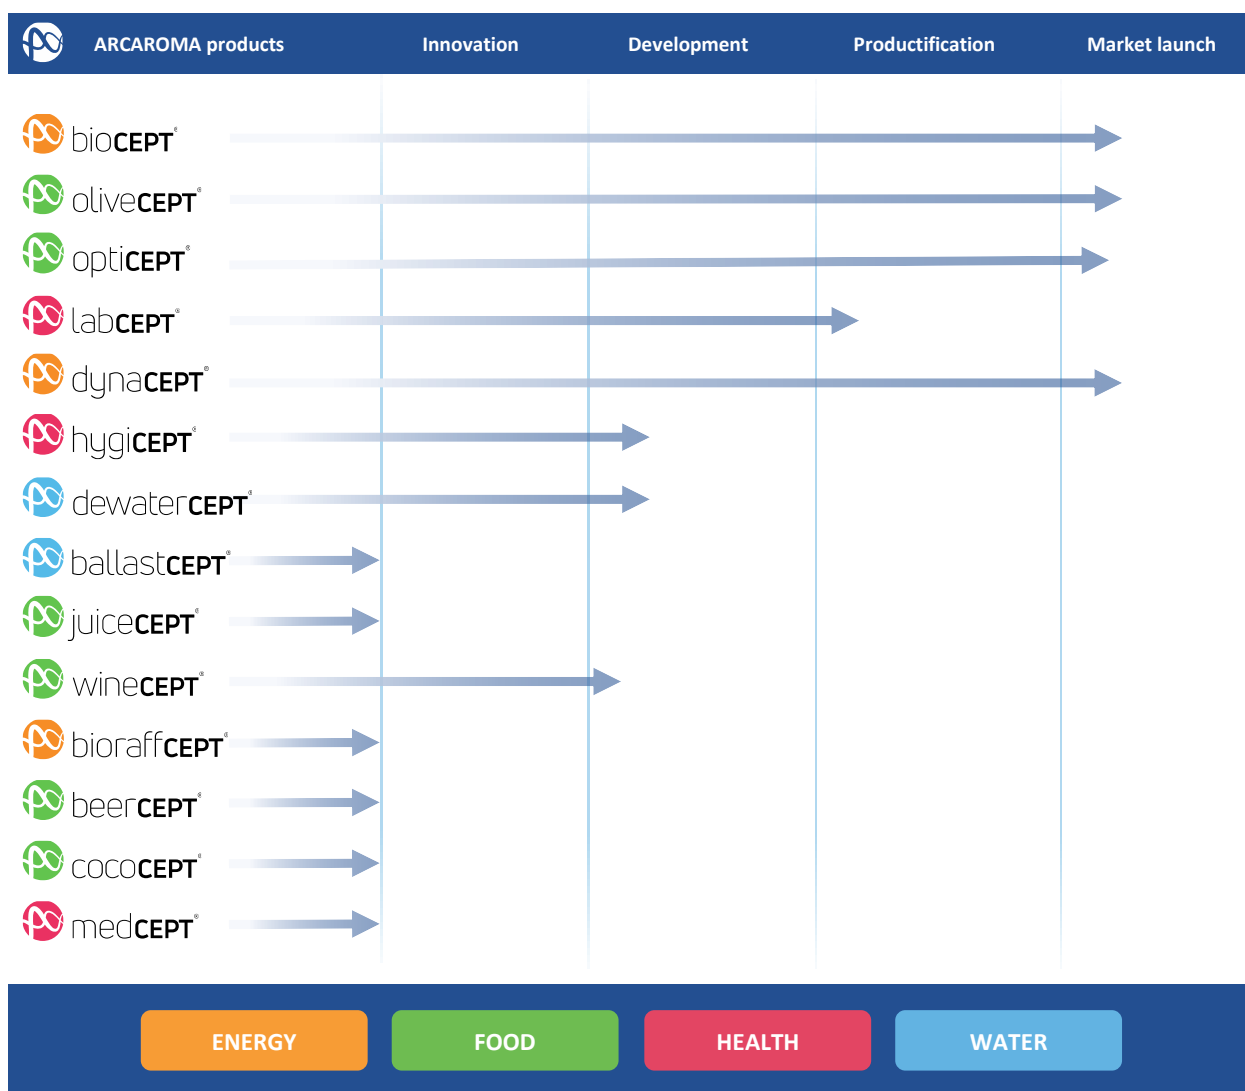 ARCAROMA products Innovation Development Productification Market launch
bioCEPT®
oliveCEPT®
optiCEPT®
labCEPT®
dynaCEPT®
hygiCEPT®
dewaterCEPT®
ballastCEPT®
juiceCEPT®
wineCEPT®
bioraffCEPT®
beerCEPT®
cocoCEPT®
medCEPT®
ENERGY FOOD HEALTH WATER